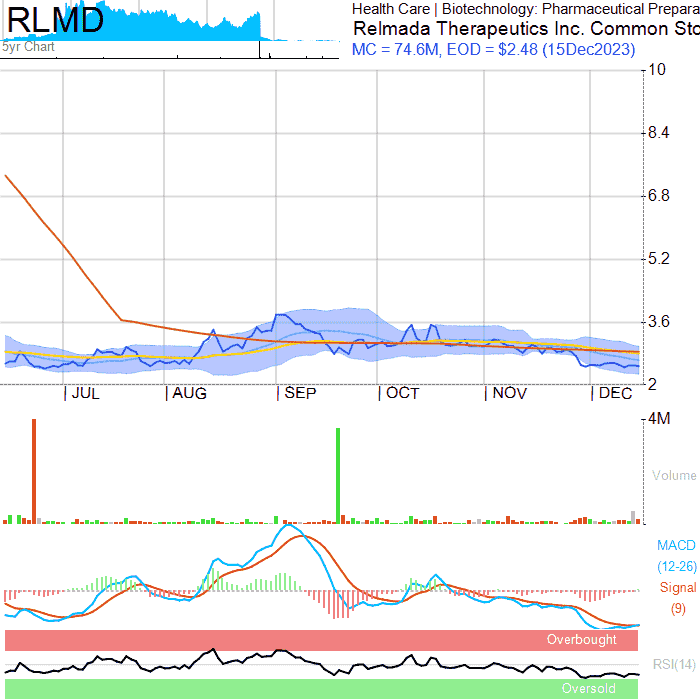 RLMD
5yr Chart
Health Care | Biotechnology: Pharmaceutical Prepara
Relmada Therapeutics Inc. Common Sto
MC = 74.6M, EOD = $2.48 (15Dec2023)
10
8.4
6.8
5.2
3.6
2
| JUL | AUG | SEP | OCT | NOV | DEC
4M
Volume
MACD
(12-26)
Signal
(9)
Overbought
RSI(14)
Oversold